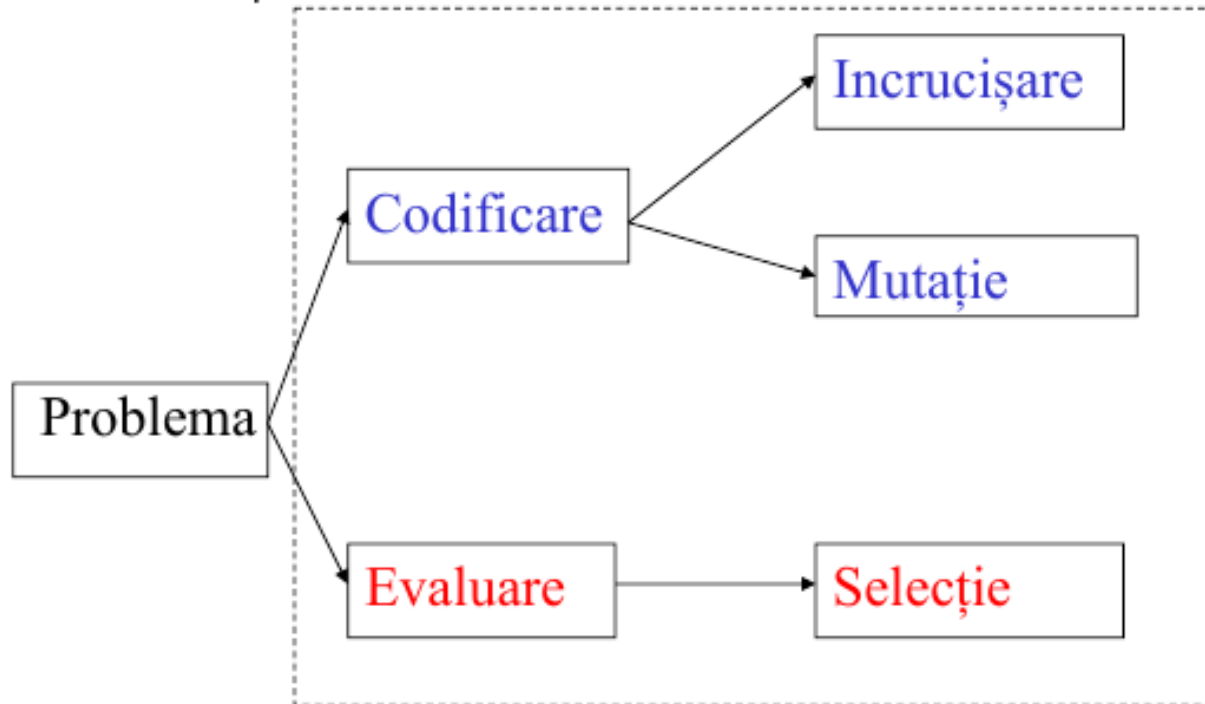 Incrucișare
Codificare
Mutație
Problema
Evaluare
Selecție